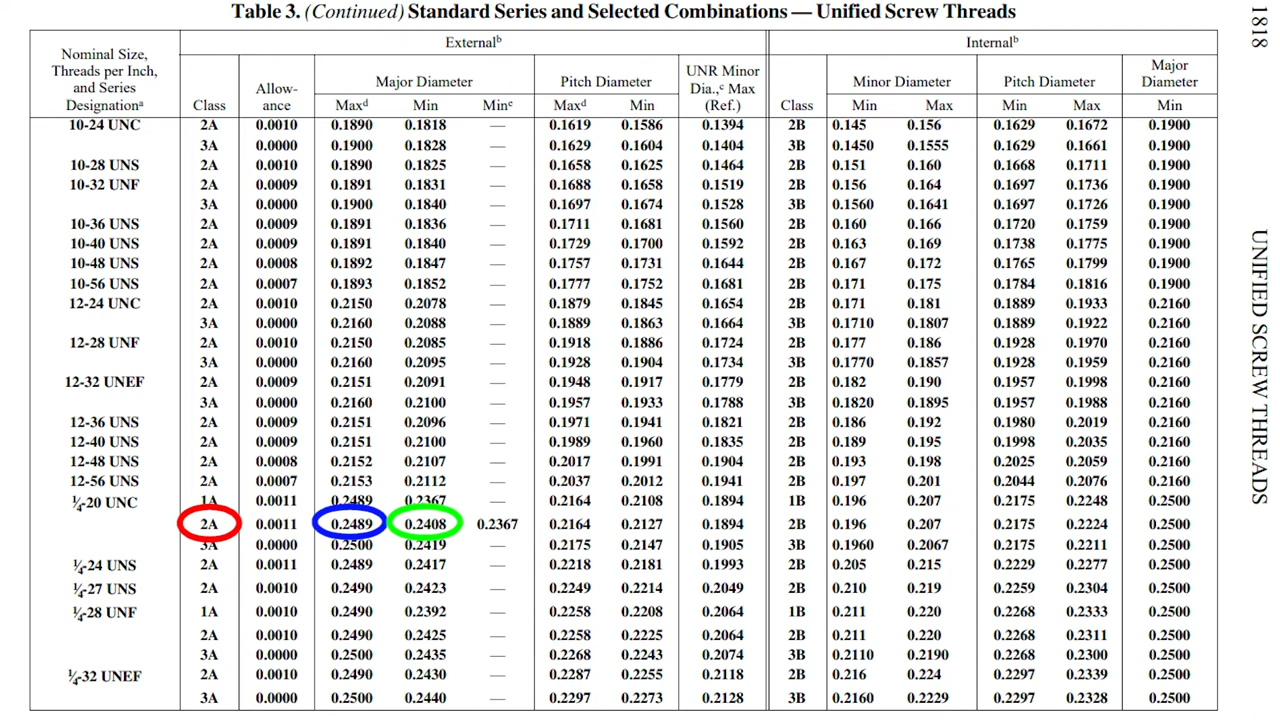 Table 3. (Continued) Standard Series and Selected Combinations — Unified Screw Threads
1818
UNIFIED SCREW THREADS
Nominal Size, Threads per Inch, and Series Designationᵃ
Externalᵇ
Internalᵇ
Class Allow-ance Major Diameter Pitch Diameter UNR Minor Dia.,ᶜ Max (Ref.) Class Minor Diameter Pitch Diameter Major Diameter
Maxᵈ Min Minᵉ Maxᵈ Min Min Max Min Max Min
10-24 UNC 2A 0.0010 0.1890 0.1818 — 0.1619 0.1586 0.1394 2B 0.145 0.156 0.1629 0.1672 0.1900
3A 0.0000 0.1900 0.1828 — 0.1629 0.1604 0.1404 3B 0.1450 0.1555 0.1629 0.1661 0.1900
10-28 UNS 2A 0.0010 0.1890 0.1825 — 0.1658 0.1625 0.1464 2B 0.151 0.160 0.1668 0.1711 0.1900
10-32 UNF 2A 0.0009 0.1891 0.1831 — 0.1688 0.1658 0.1519 2B 0.156 0.164 0.1697 0.1736 0.1900
3A 0.0000 0.1900 0.1840 — 0.1697 0.1674 0.1528 3B 0.1560 0.1641 0.1697 0.1726 0.1900
10-36 UNS 2A 0.0009 0.1891 0.1836 — 0.1711 0.1681 0.1560 2B 0.160 0.166 0.1720 0.1759 0.1900
10-40 UNS 2A 0.0009 0.1891 0.1840 — 0.1729 0.1700 0.1592 2B 0.163 0.169 0.1738 0.1775 0.1900
10-48 UNS 2A 0.0008 0.1892 0.1847 — 0.1757 0.1731 0.1644 2B 0.167 0.172 0.1765 0.1799 0.1900
10-56 UNS 2A 0.0007 0.1893 0.1852 — 0.1777 0.1752 0.1681 2B 0.171 0.175 0.1784 0.1816 0.1900
12-24 UNC 2A 0.0010 0.2150 0.2078 — 0.1879 0.1845 0.1654 2B 0.171 0.181 0.1889 0.1933 0.2160
3A 0.0000 0.2160 0.2088 — 0.1889 0.1863 0.1664 3B 0.1710 0.1807 0.1889 0.1922 0.2160
12-28 UNF 2A 0.0010 0.2150 0.2085 — 0.1918 0.1886 0.1724 2B 0.177 0.186 0.1928 0.1970 0.2160
3A 0.0000 0.2160 0.2095 — 0.1928 0.1904 0.1734 3B 0.1770 0.1857 0.1928 0.1959 0.2160
12-32 UNEF 2A 0.0009 0.2151 0.2091 — 0.1948 0.1917 0.1779 2B 0.182 0.190 0.1957 0.1998 0.2160
3A 0.0000 0.2160 0.2100 — 0.1957 0.1933 0.1788 3B 0.1820 0.1895 0.1957 0.1988 0.2160
12-36 UNS 2A 0.0009 0.2151 0.2096 — 0.1971 0.1941 0.1821 2B 0.186 0.192 0.1980 0.2019 0.2160
12-40 UNS 2A 0.0009 0.2151 0.2100 — 0.1989 0.1960 0.1835 2B 0.189 0.195 0.1998 0.2035 0.2160
12-48 UNS 2A 0.0008 0.2152 0.2107 — 0.2017 0.1991 0.1904 2B 0.193 0.198 0.2025 0.2059 0.2160
12-56 UNS 2A 0.0007 0.2153 0.2112 — 0.2037 0.2012 0.1941 2B 0.197 0.201 0.2044 0.2076 0.2160
¼-20 UNC 1A 0.0011 0.2489 0.2367 — 0.2164 0.2108 0.1894 1B 0.196 0.207 0.2175 0.2248 0.2500
2A 0.0011 0.2489 0.2408 0.2367 0.2164 0.2127 0.1894 2B 0.196 0.207 0.2175 0.2224 0.2500
3A 0.0000 0.2500 0.2419 — 0.2175 0.2147 0.1905 3B 0.1960 0.2067 0.2175 0.2211 0.2500
¼-24 UNS 2A 0.0011 0.2489 0.2417 — 0.2218 0.2181 0.1993 2B 0.205 0.215 0.2229 0.2277 0.2500
¼-27 UNS 2A 0.0010 0.2490 0.2423 — 0.2249 0.2214 0.2049 2B 0.210 0.219 0.2259 0.2304 0.2500
¼-28 UNF 1A 0.0010 0.2490 0.2392 — 0.2258 0.2208 0.2064 1B 0.211 0.220 0.2268 0.2333 0.2500
2A 0.0010 0.2490 0.2425 — 0.2258 0.2225 0.2064 2B 0.211 0.220 0.2268 0.2311 0.2500
3A 0.0000 0.2500 0.2435 — 0.2268 0.2243 0.2074 3B 0.2110 0.2190 0.2268 0.2300 0.2500
¼-32 UNEF 2A 0.0010 0.2490 0.2430 — 0.2287 0.2255 0.2118 2B 0.216 0.224 0.2297 0.2339 0.2500
3A 0.0000 0.2500 0.2440 — 0.2297 0.2273 0.2128 3B 0.2160 0.2229 0.2297 0.2328 0.2500